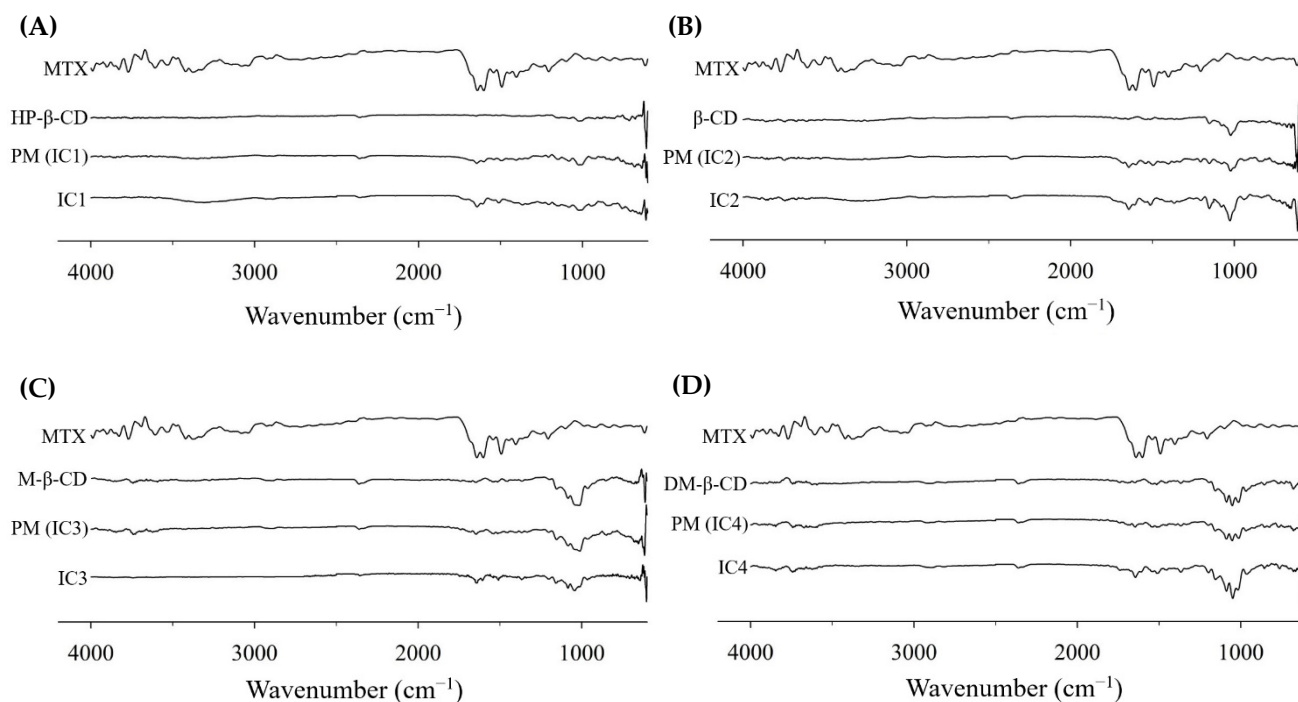 (A)
MTX
HP-β-CD
PM (IC1)
IC1
4000 3000 2000 1000
Wavenumber (cm⁻¹)
(B)
MTX
β-CD
PM (IC2)
IC2
4000 3000 2000 1000
Wavenumber (cm⁻¹)
(C)
MTX
M-β-CD
PM (IC3)
IC3
4000 3000 2000 1000
Wavenumber (cm⁻¹)
(D)
MTX
DM-β-CD
PM (IC4)
IC4
4000 3000 2000 1000
Wavenumber (cm⁻¹)